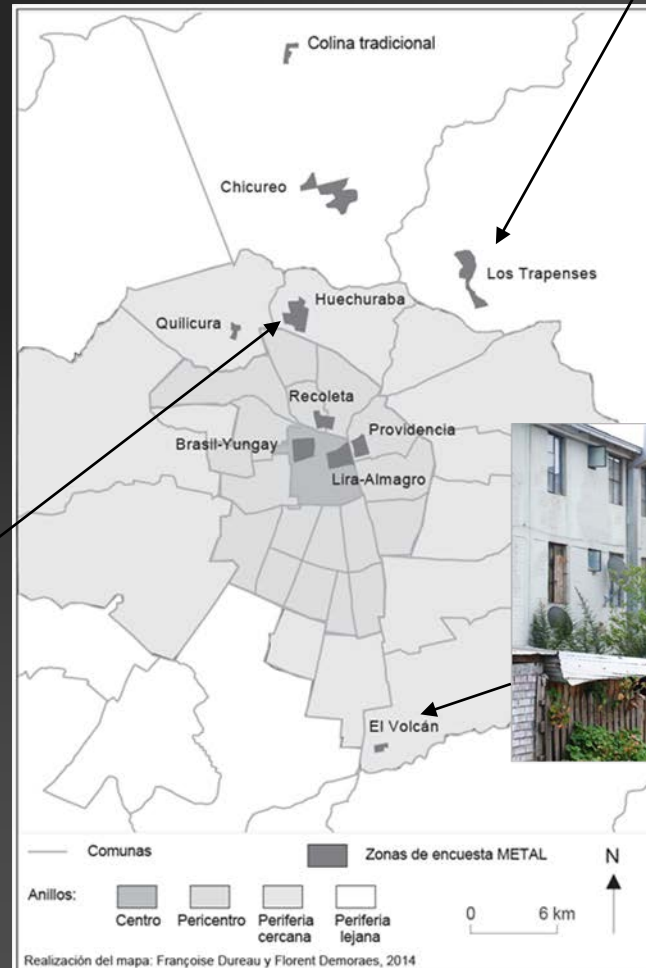 Colina tradicional
Chicureo
Los Trapenses
Huechuraba
Quilicura
Recoleta
Providencia
Brasil-Yungay
Lira-Almagro
El Volcán
Comunas
Zonas de encuesta METAL
N
Anillos:
Centro
Pericentro
Periferia
cercana
Periferia
lejana
0 6 km
Realización del mapa: Françoise Dureau y Florent Demoraes, 2014